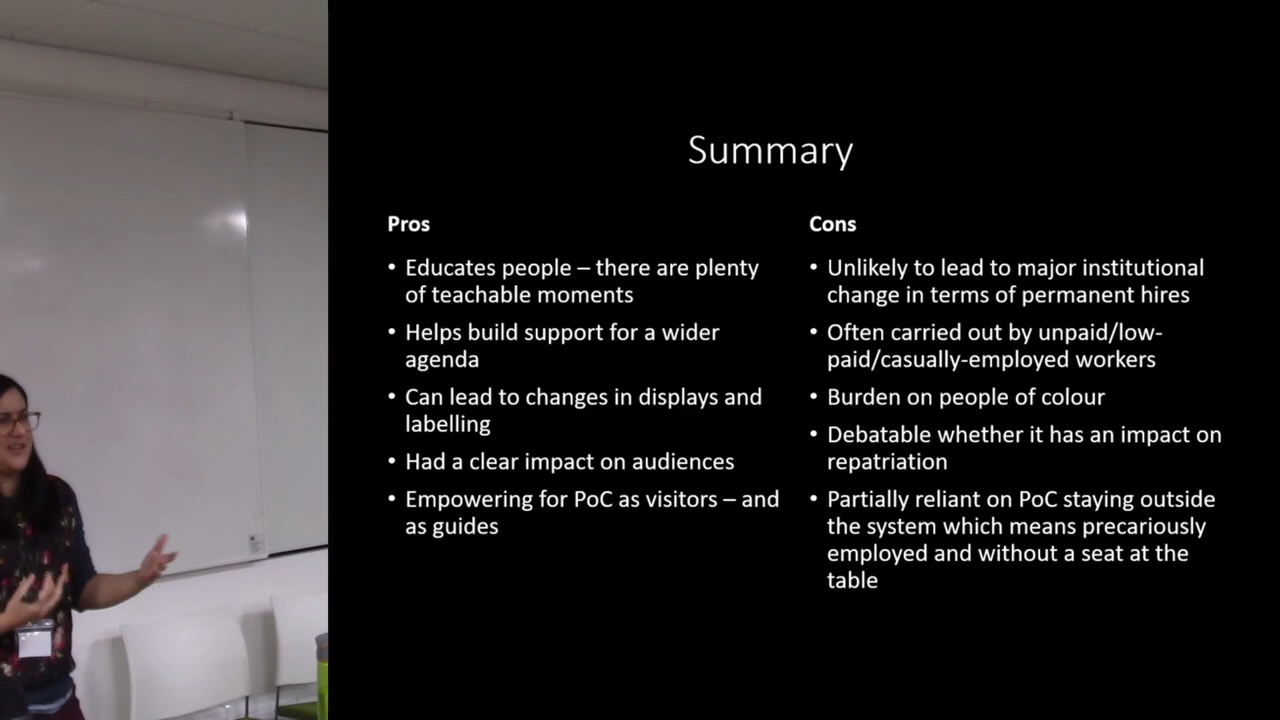 Summary
Pros
• Educates people – there are plenty
of teachable moments
• Helps build support for a wider
agenda
• Can lead to changes in displays and
labelling
• Had a clear impact on audiences
• Empowering for PoC as visitors – and
as guides
Cons
• Unlikely to lead to major institutional
change in terms of permanent hires
• Often carried out by unpaid/low-
paid/casually-employed workers
• Burden on people of colour
• Debatable whether it has an impact on
repatriation
• Partially reliant on PoC staying outside
the system which means precariously
employed and without a seat at the
table